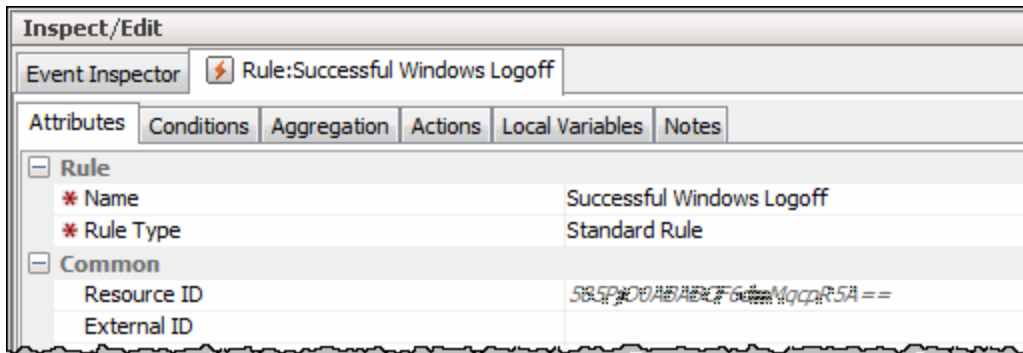 Inspect/Edit
Event Inspector Rule:Successful Windows Logoff
Attributes Conditions Aggregation Actions Local Variables Notes
Rule
* Name Successful Windows Logoff
* Rule Type Standard Rule
Common
Resource ID
External ID